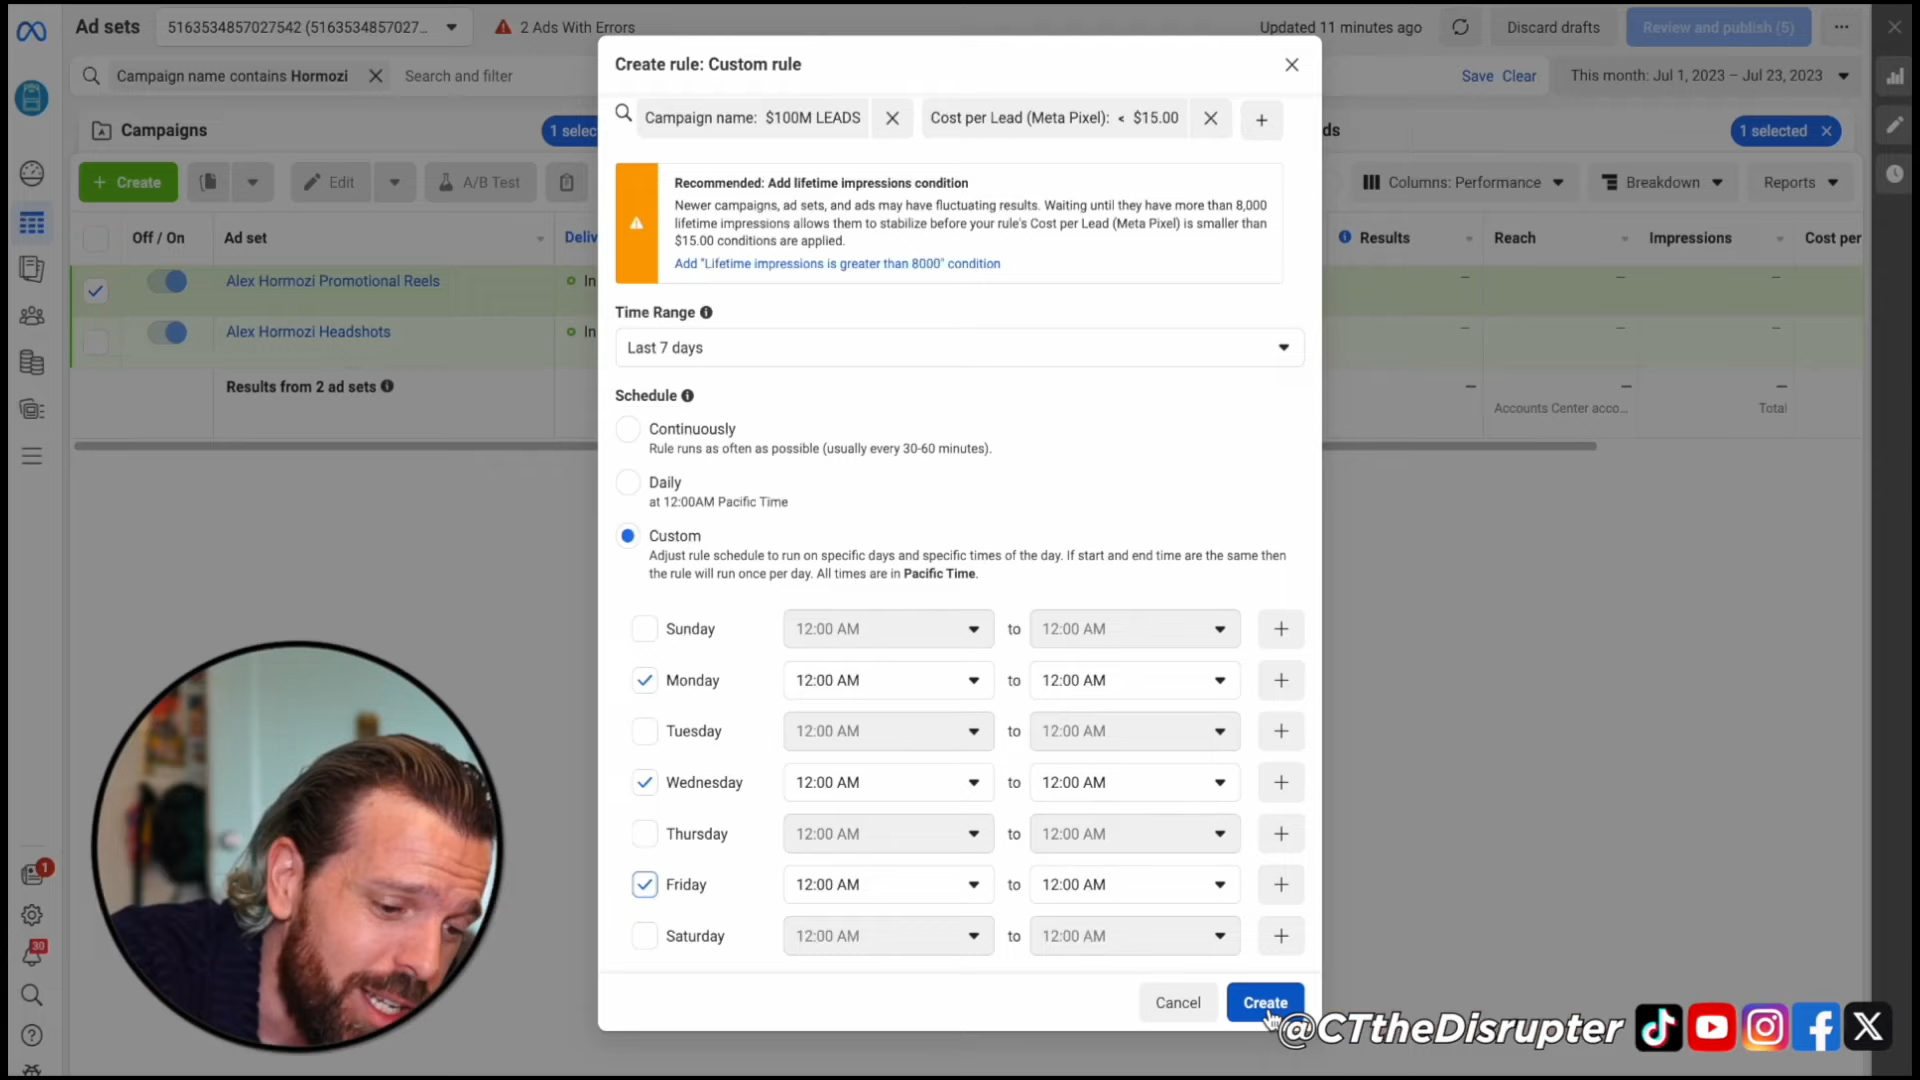 Ad sets
5163534857027542 (5163534857027...
2 Ads With Errors
Updated 11 minutes ago
Discard drafts
Review and publish (5)
Campaign name contains Hormozi
Search and filter
Save Clear
This month: Jul 1, 2023 – Jul 23, 2023
Campaigns
1 selec
ds
1 selected
Create
Edit
A/B Test
Columns: Performance
Breakdown
Reports
Off / On
Ad set
Deliv
Results
Reach
Impressions
Cost per
Alex Hormozi Promotional Reels
In
—
—
—
Alex Hormozi Headshots
In
—
—
—
Results from 2 ad sets
—
—
—
Accounts Center acco...
Total
Create rule: Custom rule
Campaign name: $100M LEADS
Cost per Lead (Meta Pixel): < $15.00
Recommended: Add lifetime impressions condition
Newer campaigns, ad sets, and ads may have fluctuating results. Waiting until they have more than 8,000
lifetime impressions allows them to stabilize before your rule's Cost per Lead (Meta Pixel) is smaller than
$15.00 conditions are applied.
Add "Lifetime impressions is greater than 8000" condition
Time Range
Last 7 days
Schedule
Continuously
Rule runs as often as possible (usually every 30-60 minutes).
Daily
at 12:00AM Pacific Time
Custom
Adjust rule schedule to run on specific days and specific times of the day. If start and end time are the same then
the rule will run once per day. All times are in Pacific Time.
Sunday 12:00 AM to 12:00 AM
Monday 12:00 AM to 12:00 AM
Tuesday 12:00 AM to 12:00 AM
Wednesday 12:00 AM to 12:00 AM
Thursday 12:00 AM to 12:00 AM
Friday 12:00 AM to 12:00 AM
Saturday 12:00 AM to 12:00 AM
Cancel
Create
1
30
@CTtheDisrupter